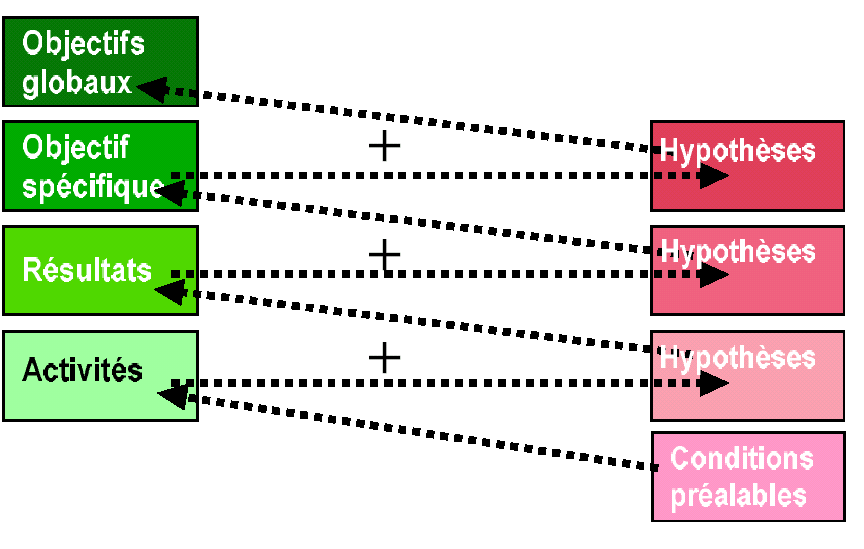 Objectifs
globaux
Objectif
spécifique
+
Hypothèses
Résultats
+
Hypothèses
Activités
+
Hypothèses
Conditions
préalables